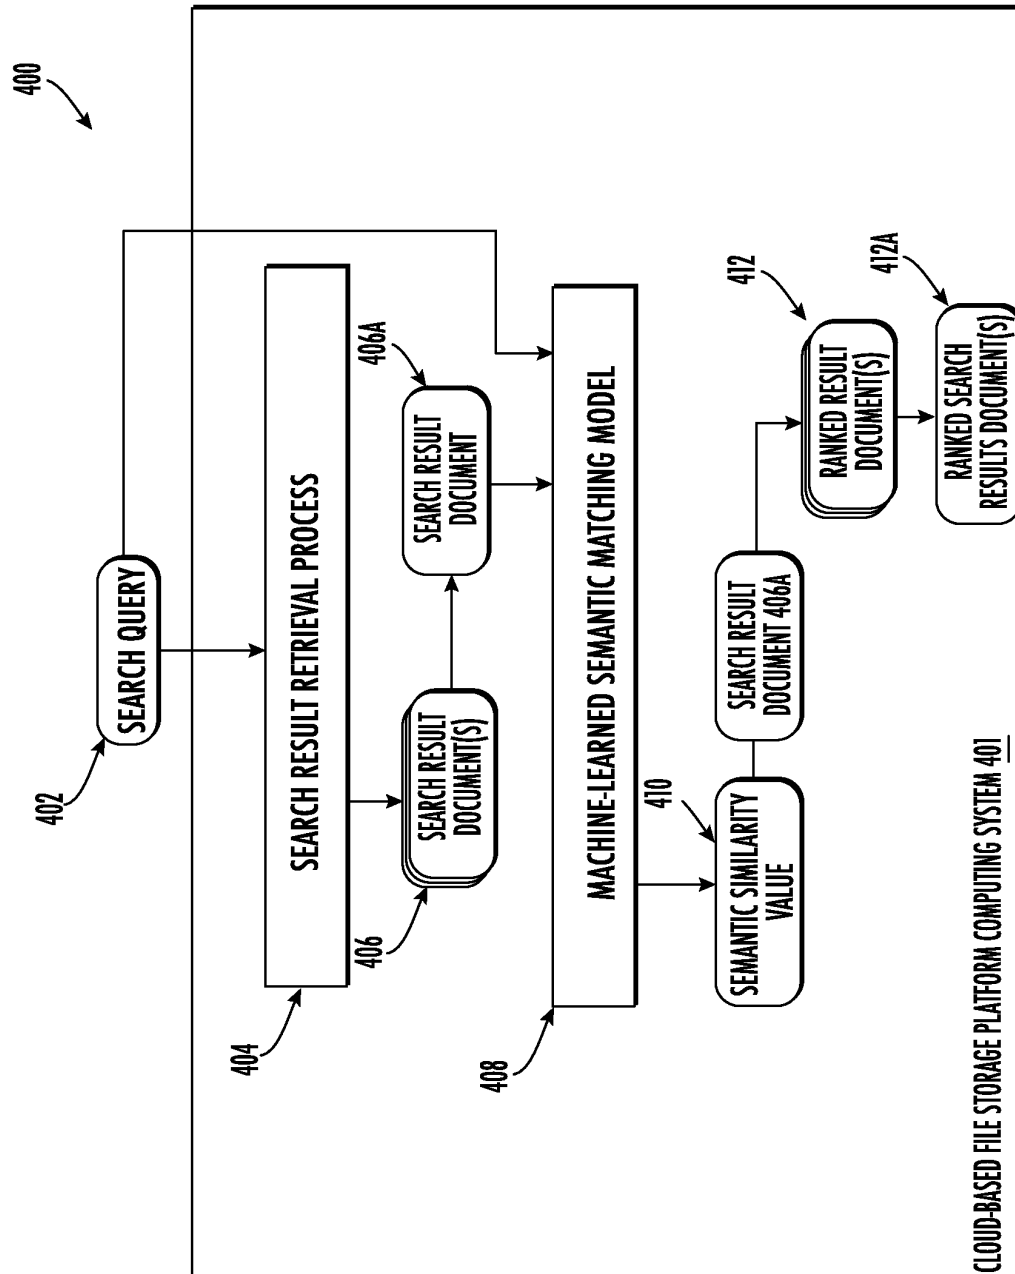 400
402
SEARCH QUERY
404
SEARCH RESULT RETRIEVAL PROCESS
406
SEARCH RESULT
DOCUMENT(S)
406A
SEARCH RESULT
DOCUMENT
408
MACHINE-LEARNED SEMANTIC MATCHING MODEL
410
SEMANTIC SIMILARITY
VALUE
SEARCH RESULT
DOCUMENT 406A
412
RANKED RESULT
DOCUMENT(S)
412A
RANKED SEARCH
RESULTS DOCUMENT(S)
CLOUD-BASED FILE STORAGE PLATFORM COMPUTING SYSTEM 401